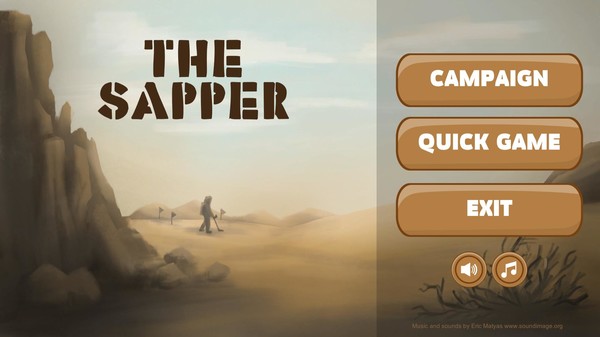 THE
SAPPER
CAMPAIGN
QUICK GAME
EXIT
Music and sounds by Eric Matyas www.soundimage.org